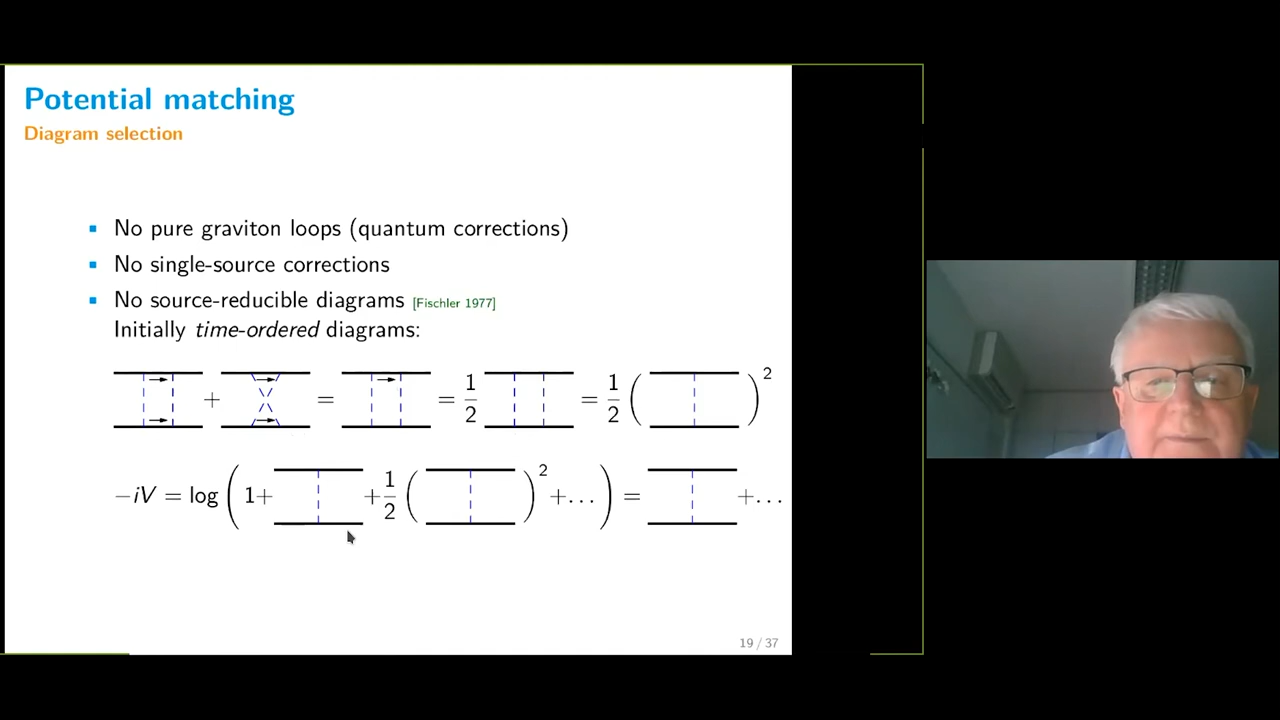 Potential matching
Diagram selection
No pure graviton loops (quantum corrections)
No single-source corrections
No source-reducible diagrams [Fischler 1977]
Initially time-ordered diagrams:
+ = = 1/2 = 1/2 ( )^2
−iV = log ( 1+ + 1/2 ( )^2 +... ) = +...
19 / 37